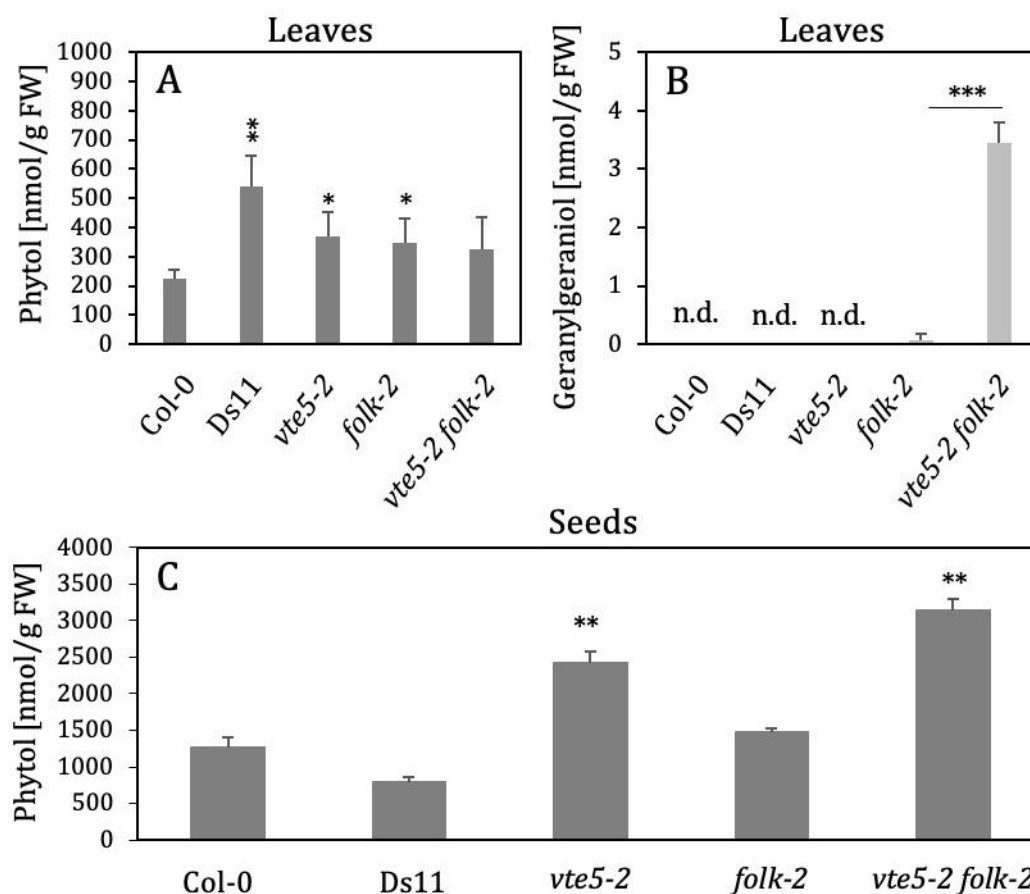 Leaves
A
Phytol [nmol/g FW]
1000
900
800
700
600
500
400
300
200
100
0
**
*
*
Col-0
Ds11
vte5-2
folk-2
vte5-2 folk-2
Leaves
B
Geranylgeraniol [nmol/gFW]
5
4
3
2
1
0
n.d.
n.d.
n.d.
***
Col-0
Ds11
vte5-2
folk-2
vte5-2 folk-2
Seeds
C
Phytol [nmol/g FW]
4000
3500
3000
2500
2000
1500
1000
500
0
**
**
Col-0
Ds11
vte5-2
folk-2
vte5-2 folk-2